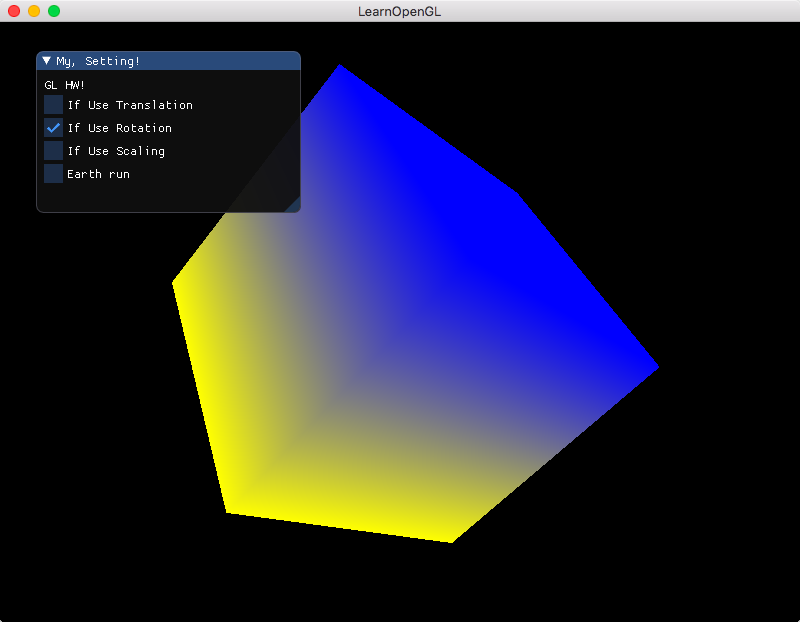 LearnOpenGL
My, Setting!
GL HW!
If Use Translation
If Use Rotation
If Use Scaling
Earth run